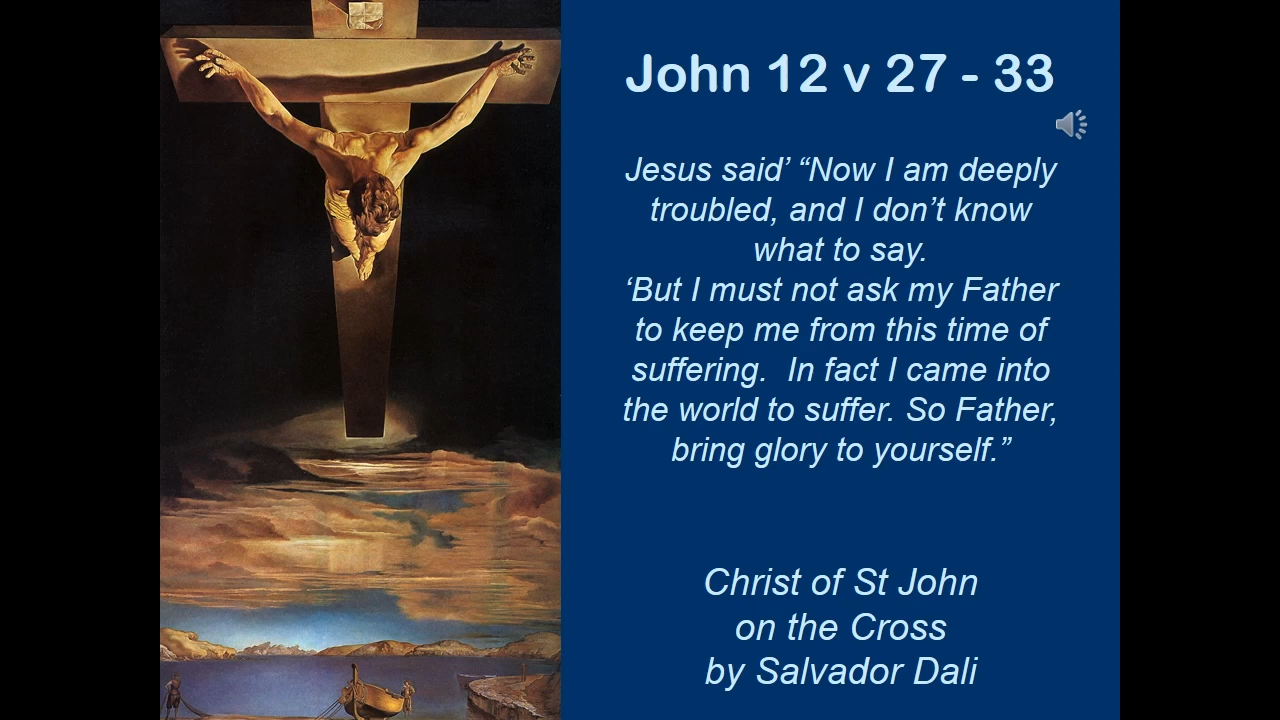 John 12 v 27 - 33
Jesus said’ “Now I am deeply
troubled, and I don’t know
what to say.
‘But I must not ask my Father
to keep me from this time of
suffering.  In fact I came into
the world to suffer. So Father,
bring glory to yourself.”
Christ of St John
on the Cross
by Salvador Dali